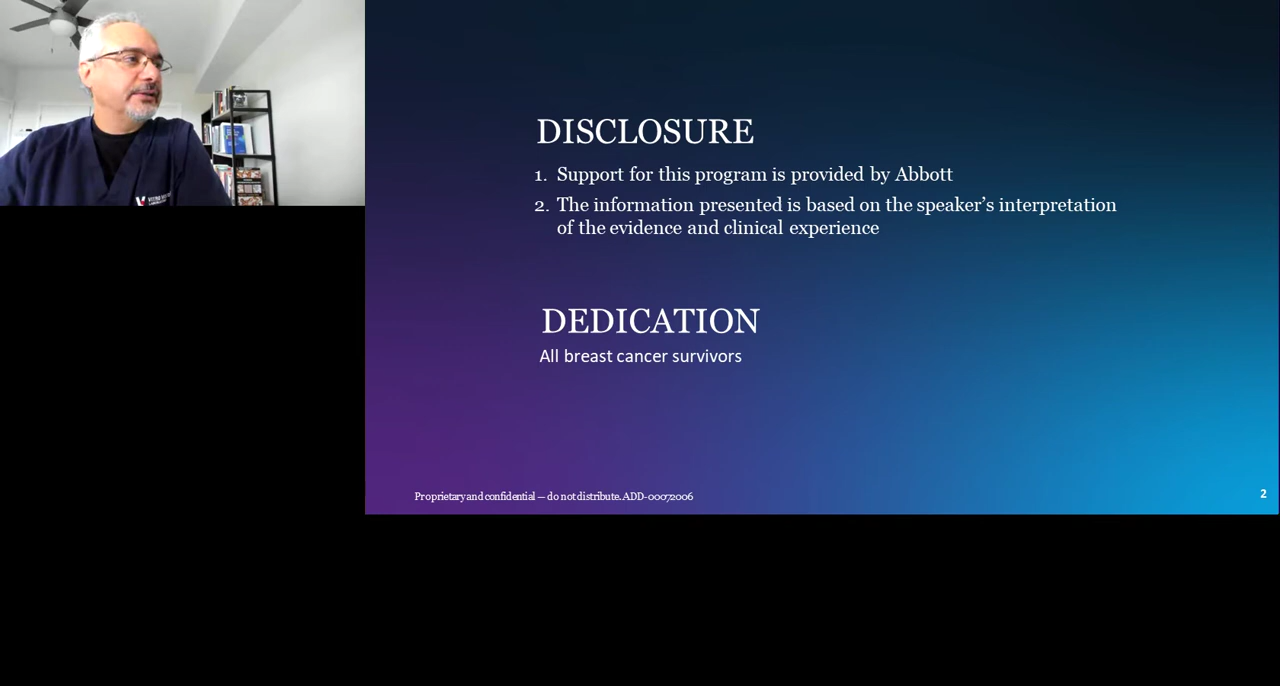 DISCLOSURE
1. Support for this program is provided by Abbott
2. The information presented is based on the speaker’s interpretation
of the evidence and clinical experience
DEDICATION
All breast cancer survivors
Proprietary and confidential — do not distribute. ADD-00072006
2